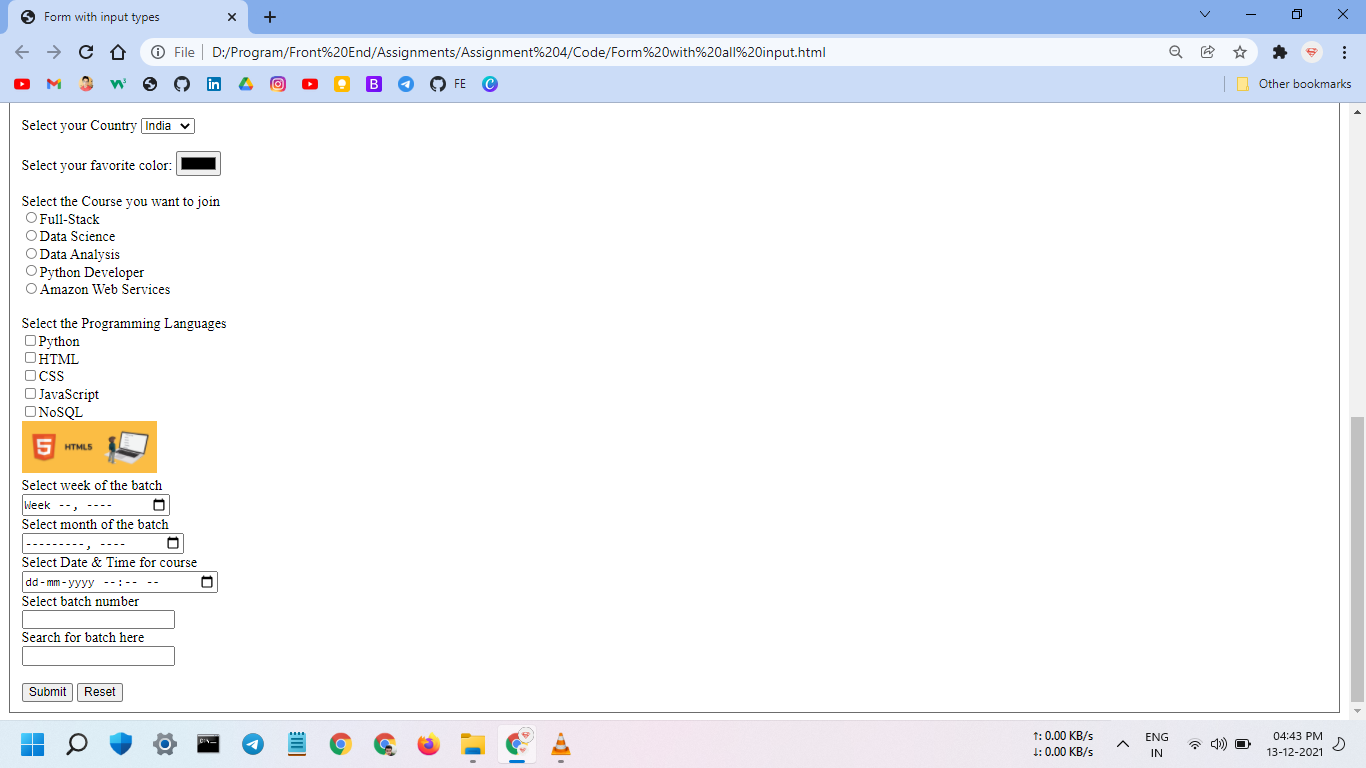 Form with input types
File D:/Program/Front%20End/Assignments/Assignment%204/Code/Form%20with%20all%20input.html
FE Other bookmarks
Select your Country India
Select your favorite color:
Select the Course you want to join
Full-Stack
Data Science
Data Analysis
Python Developer
Amazon Web Services
Select the Programming Languages
Python
HTML
CSS
JavaScript
NoSQL
HTML5
Select week of the batch
Week --, ----
Select month of the batch
---------, ----
Select Date & Time for course
dd-mm-yyyy --:-- --
Select batch number
Search for batch here
Submit Reset
↑: 0.00 KB/s
↓: 0.00 KB/s
ENG
IN
04:43 PM
13-12-2021